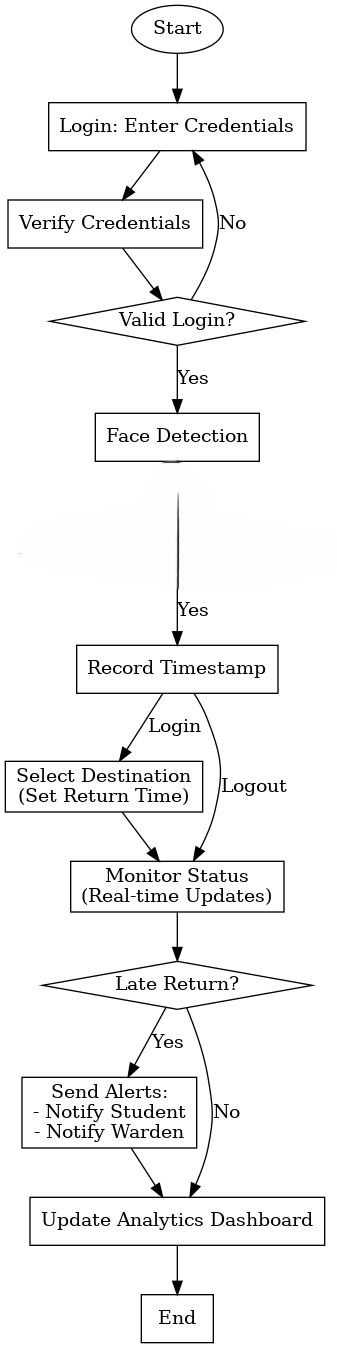 Start
Login: Enter Credentials
Verify Credentials
No
Valid Login?
Yes
Face Detection
Yes
Record Timestamp
Login
Select Destination
(Set Return Time)
Logout
Monitor Status
(Real-time Updates)
Late Return?
Yes
Send Alerts:
- Notify Student
- Notify Warden
No
Update Analytics Dashboard
End